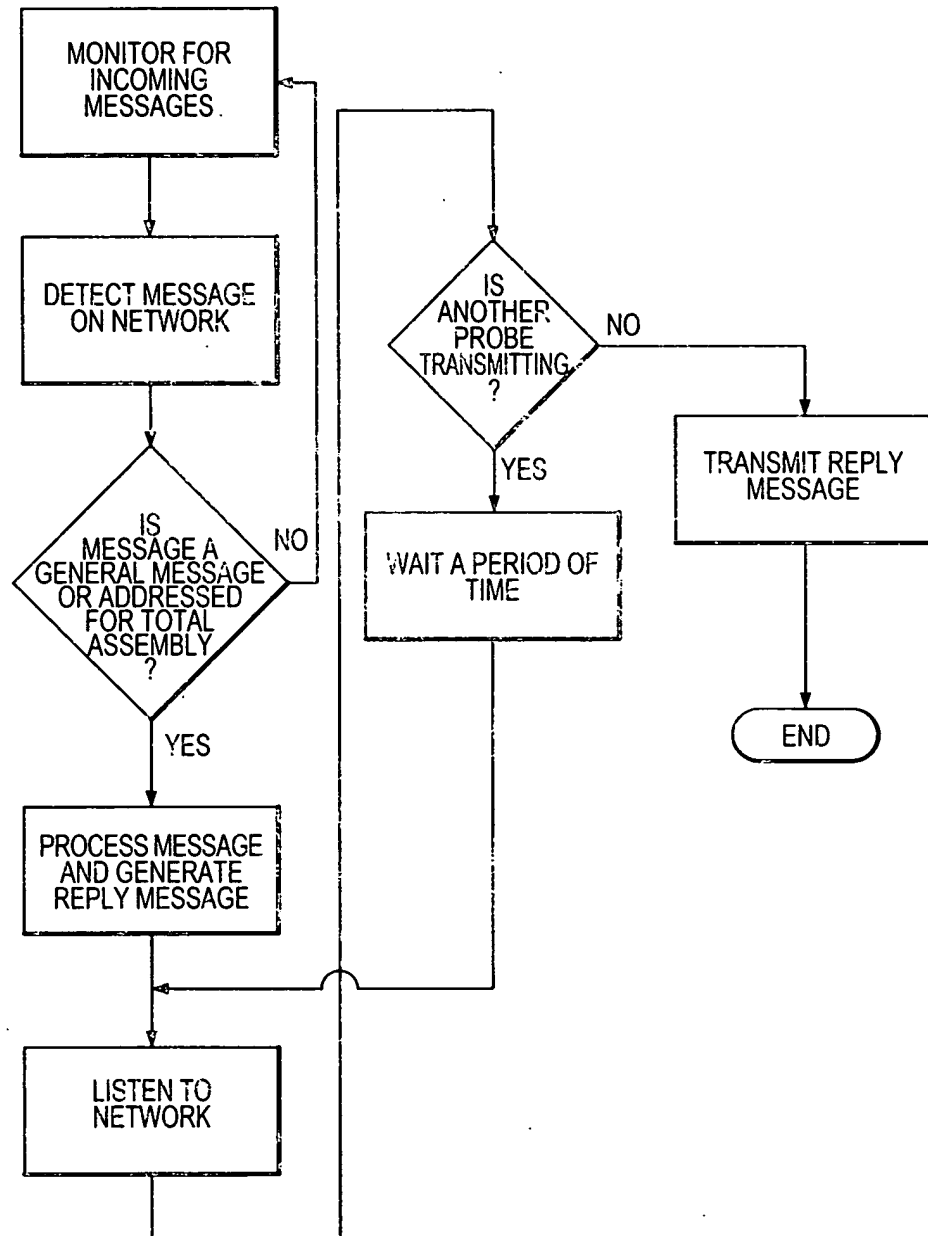 MONITOR FOR
INCOMING
MESSAGES
DETECT MESSAGE
ON NETWORK
IS
MESSAGE A
GENERAL MESSAGE
OR ADDRESSED
FOR TOTAL
ASSEMBLY
?
NO
YES
PROCESS MESSAGE
AND GENERATE
REPLY MESSAGE
LISTEN TO
NETWORK
IS
ANOTHER
PROBE
TRANSMITTING
?
NO
YES
WAIT A PERIOD OF
TIME
TRANSMIT REPLY
MESSAGE
END